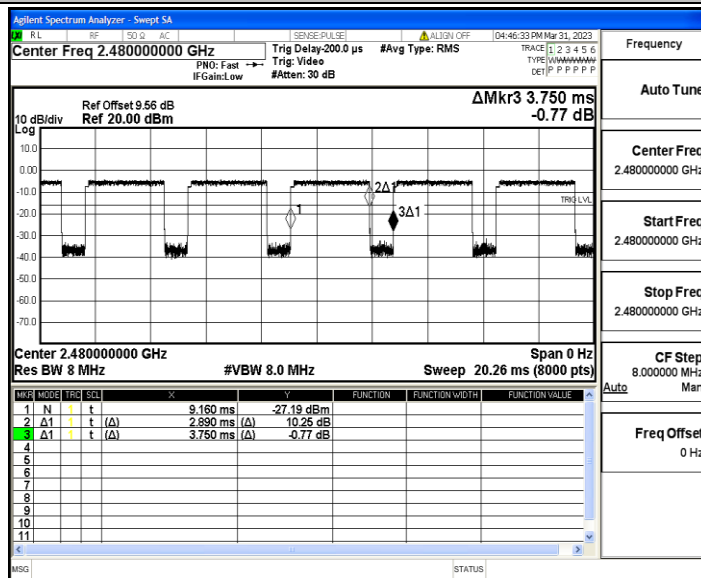 Agilent Spectrum Analyzer - Swept SA
RL RF 50 Ω AC SENSE:PULSE ALIGN OFF 04:46:33 PM Mar 31, 2023
Center Freq 2.480000000 GHz
PNO: Fast
IFGain:Low
Trig Delay-200.0 µs
Trig: Video
#Atten: 30 dB
#Avg Type: RMS
TRACE 1 2 3 4 5 6
TYPE
DET P P P P P P
ΔMkr3 3.750 ms
-0.77 dB
Ref Offset 9.56 dB
10 dB/div Ref 20.00 dBm
Log
10.0
0.00
-10.0
-20.0
-30.0
-40.0
-50.0
-60.0
-70.0
2Δ1
TRIG LVL
1
3Δ1
Center 2.480000000 GHz Span 0 Hz
Res BW 8 MHz #VBW 8.0 MHz Sweep 20.26 ms (8000 pts)
MKR MODE TRC SCL X Y FUNCTION FUNCTION WIDTH FUNCTION VALUE
1 N t 9.160 ms -27.19 dBm
2 Δ1 t (Δ) 2.890 ms (Δ) 10.25 dB
3 Δ1 t (Δ) 3.750 ms (Δ) -0.77 dB
4
5
6
7
8
9
10
11
MSG STATUS
Frequency
Auto Tune
Center Freq
2.480000000 GHz
Start Freq
2.480000000 GHz
Stop Freq
2.480000000 GHz
CF Step
8.000000 MHz
Auto Man
Freq Offset
0 Hz